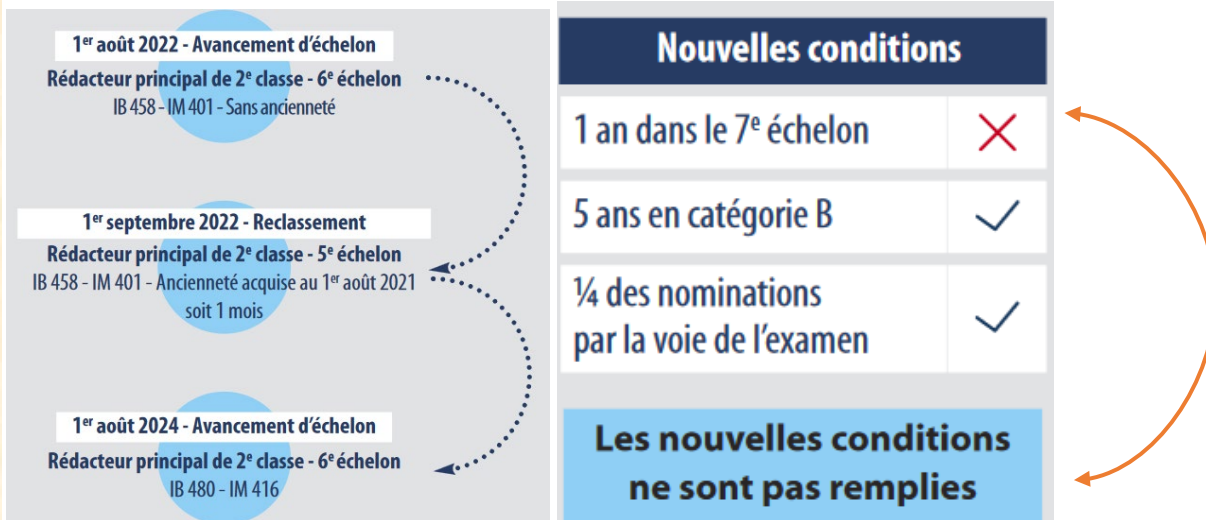 1er août 2022 - Avancement d'échelon
Rédacteur principal de 2e classe - 6e échelon
IB 458 - IM 401 - Sans ancienneté
1er septembre 2022 - Reclassement
Rédacteur principal de 2e classe - 5e échelon
IB 458 - IM 401 - Ancienneté acquise au 1er août 2021
soit 1 mois
1er août 2024 - Avancement d'échelon
Rédacteur principal de 2e classe - 6e échelon
IB 480 - IM 416
Nouvelles conditions
1 an dans le 7e échelon
5 ans en catégorie B
¼ des nominations
par la voie de l'examen
Les nouvelles conditions
ne sont pas remplies